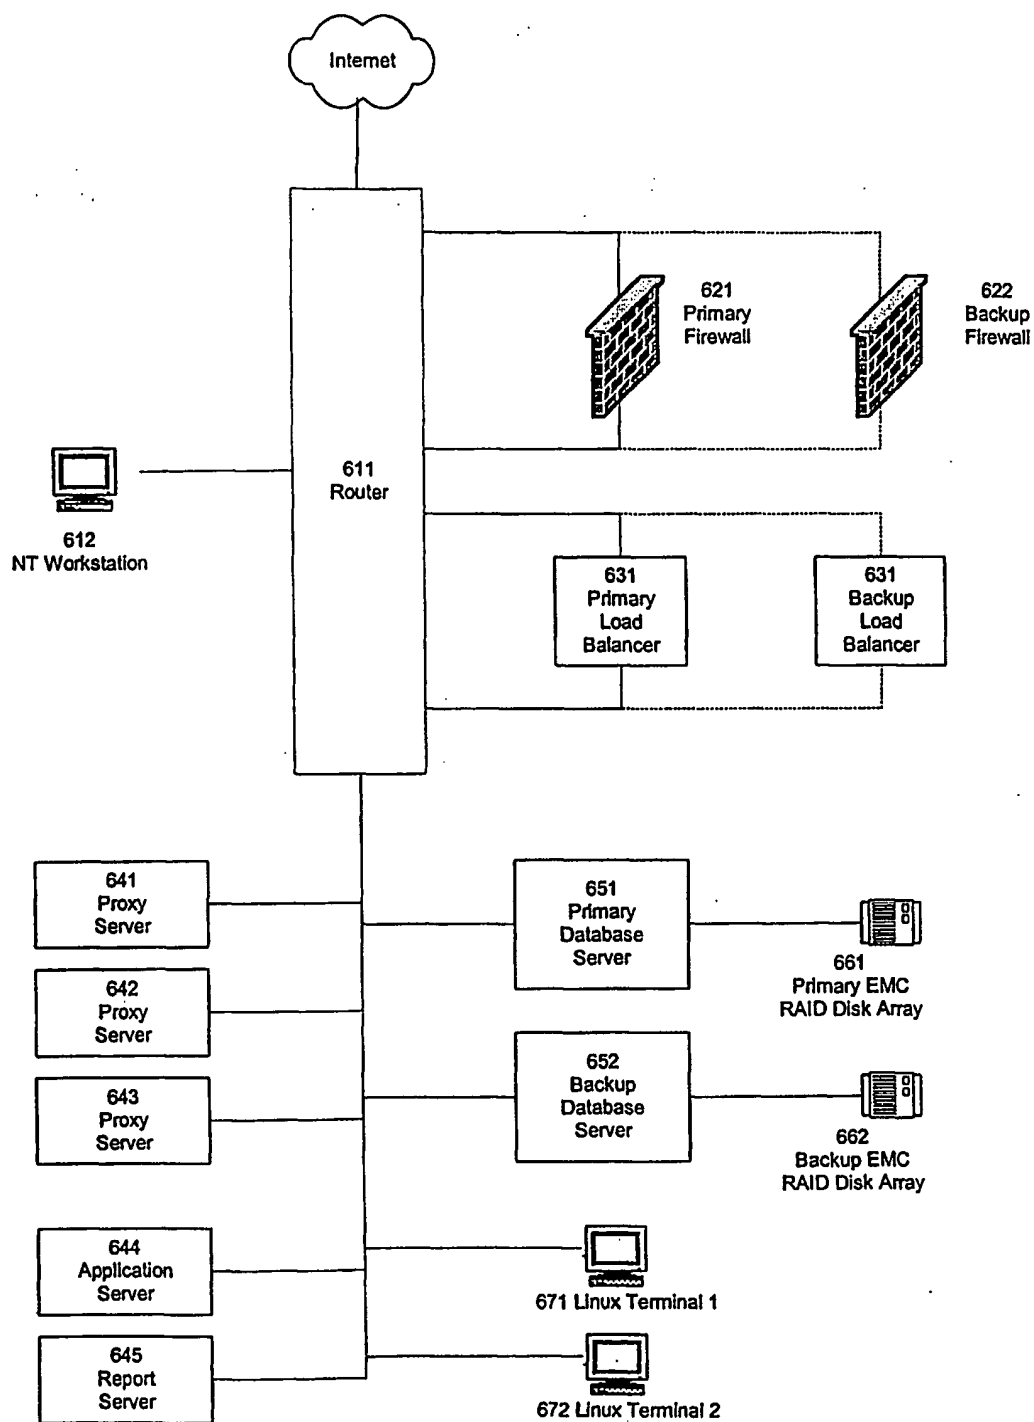 Internet
621
Primary
Firewall
622
Backup
Firewall
611
Router
612
NT Workstation
631
Primary
Load
Balancer
631
Backup
Load
Balancer
641
Proxy
Server
651
Primary
Database
Server
661
Primary EMC
RAID Disk Array
642
Proxy
Server
652
Backup
Database
Server
643
Proxy
Server
662
Backup EMC
RAID Disk Array
644
Application
Server
671 Linux Terminal 1
645
Report
Server
672 Linux Terminal 2